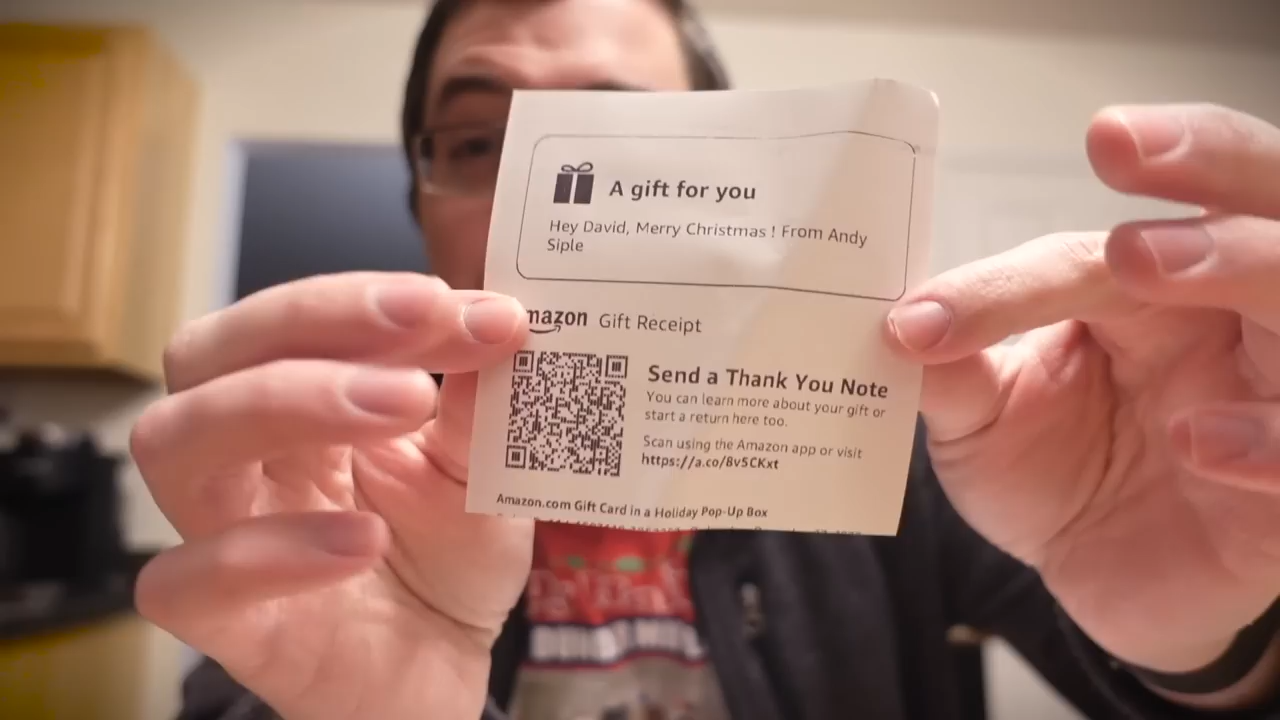 A gift for you
Hey David, Merry Christmas ! From Andy
Siple
mazon Gift Receipt
Send a Thank You Note
You can learn more about your gift or
start a return here too.
Scan using the Amazon app or visit
https://a.co/8v5CKxt
Amazon.com Gift Card in a Holiday Pop-Up Box